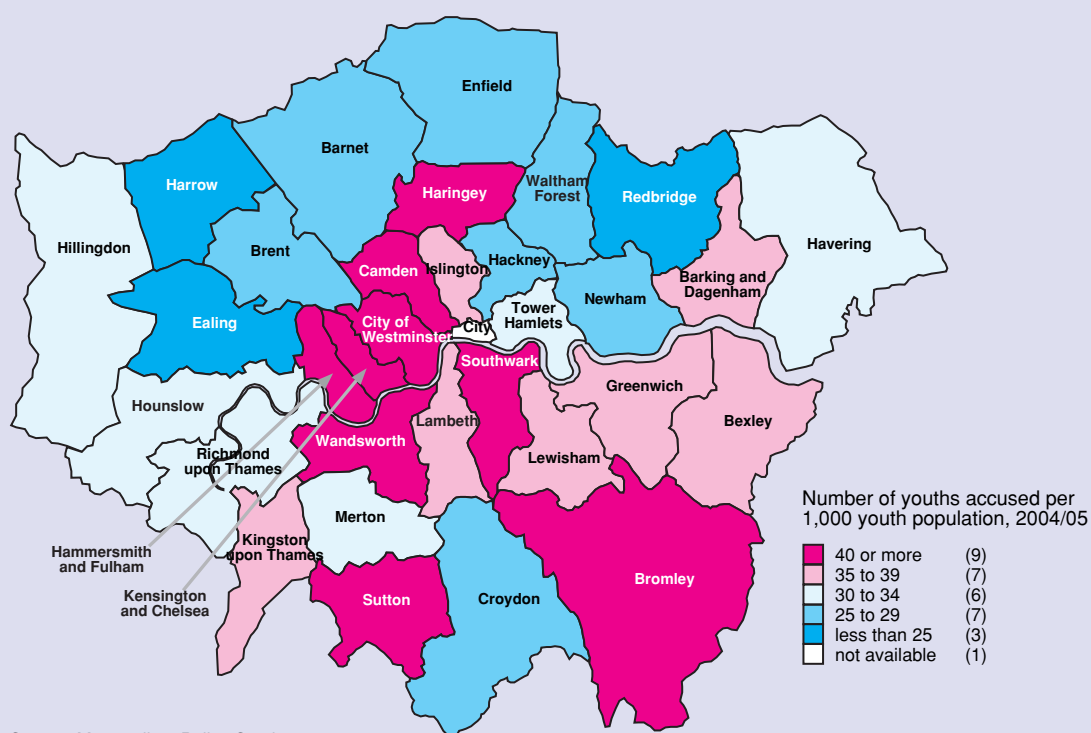 Enfield
Barnet
Harrow
Haringey
Waltham
Forest
Redbridge
Hillingdon
Brent
Havering
Camden
Islington
Hackney
Barking and
Dagenham
Newham
Ealing
City of
Westminster
City
Tower
Hamlets
Southwark
Greenwich
Hounslow
Lambeth
Bexley
Wandsworth
Richmond
upon Thames
Lewisham
Merton
Kingston
upon Thames
Hammersmith
and Fulham
Kensington
and Chelsea
Sutton
Croydon
Bromley
Number of youths accused per
1,000 youth population, 2004/05
40 or more (9)
35 to 39 (7)
30 to 34 (6)
25 to 29 (7)
less than 25 (3)
not available (1)